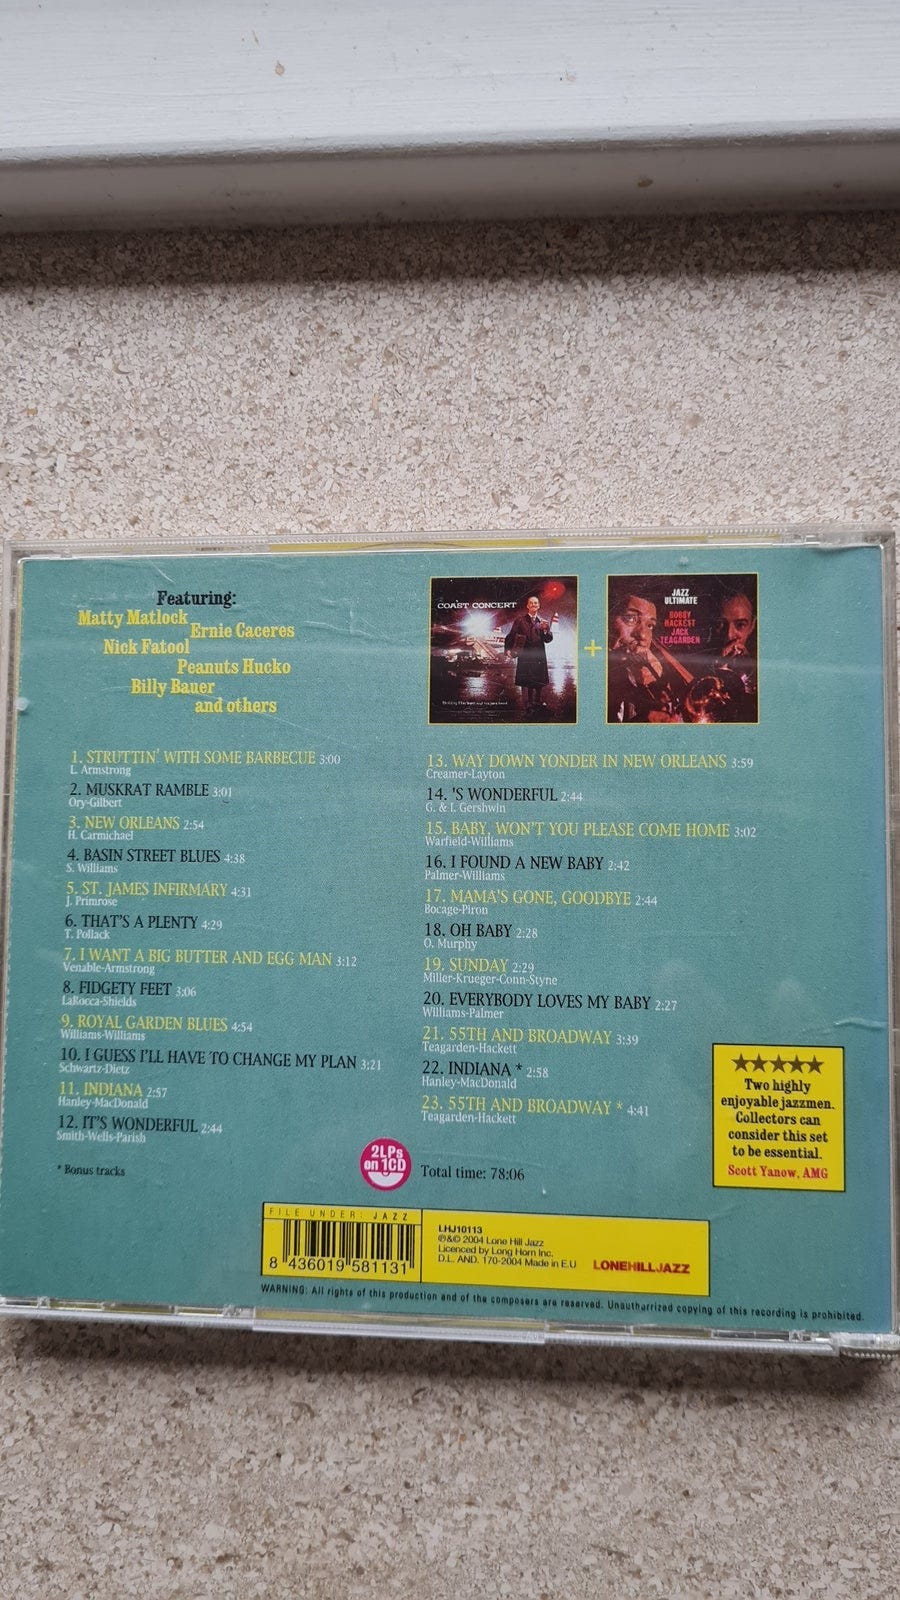 Featuring:
Matty Matlock
Ernie Caceres
Nick Fatool
Peanuts Hucko
Billy Bauer
and others
COAST CONCERT
+
JAZZ
ULTIMATE
BOBBY
HACKETT
JACK
TEAGARDEN
1. STRUTTIN' WITH SOME BARBECUE 3:00
L. Armstrong
2. MUSKRAT RAMBLE 3:01
Ory-Gilbert
3. NEW ORLEANS 2:54
H. Carmichael
4. BASIN STREET BLUES 4:38
S. Williams
5. ST. JAMES INFIRMARY 4:31
J. Primrose
6. THAT'S A PLENTY 4:29
T. Pollack
7. I WANT A BIG BUTTER AND EGG MAN 3:12
Venable-Armstrong
8. FIDGETY FEET 3:06
LaRocca-Shields
9. ROYAL GARDEN BLUES 4:54
Williams-Williams
10. I GUESS I'LL HAVE TO CHANGE MY PLAN 3:21
Schwartz-Dietz
11. INDIANA 2:57
Hanley-MacDonald
12. IT'S WONDERFUL 2:44
Smith-Wells-Parish
* Bonus tracks
13. WAY DOWN YONDER IN NEW ORLEANS 3:59
Creamer-Layton
14. 'S WONDERFUL 2:44
G. & I. Gershwin
15. BABY, WON'T YOU PLEASE COME HOME 3:02
Warfield-Williams
16. I FOUND A NEW BABY 2:42
Palmer-Williams
17. MAMA'S GONE, GOODBYE 2:44
Bocage-Piron
18. OH BABY 2:28
O. Murphy
19. SUNDAY 2:29
Miller-Krueger-Conn-Styne
20. EVERYBODY LOVES MY BABY 2:27
Williams-Palmer
21. 55TH AND BROADWAY 3:39
Teagarden-Hackett
22. INDIANA * 2:58
Hanley-MacDonald
23. 55TH AND BROADWAY * 4:41
Teagarden-Hackett
2LPs
on 1CD
Total time: 78:06
★★★★★
Two highly
enjoyable jazzmen.
Collectors can
consider this set
to be essential.
Scott Yanow, AMG
FILE UNDER: JAZZ
8 436019 581131
LHJ10113
℗&© 2004 Lone Hill Jazz
Licenced by Long Horn Inc.
D.L. AND. 170-2004 Made in E.U
LONEHILLJAZZ
WARNING: All rights of this production and of the composers are reserved. Unauthorrized copying of this recording is prohibited.